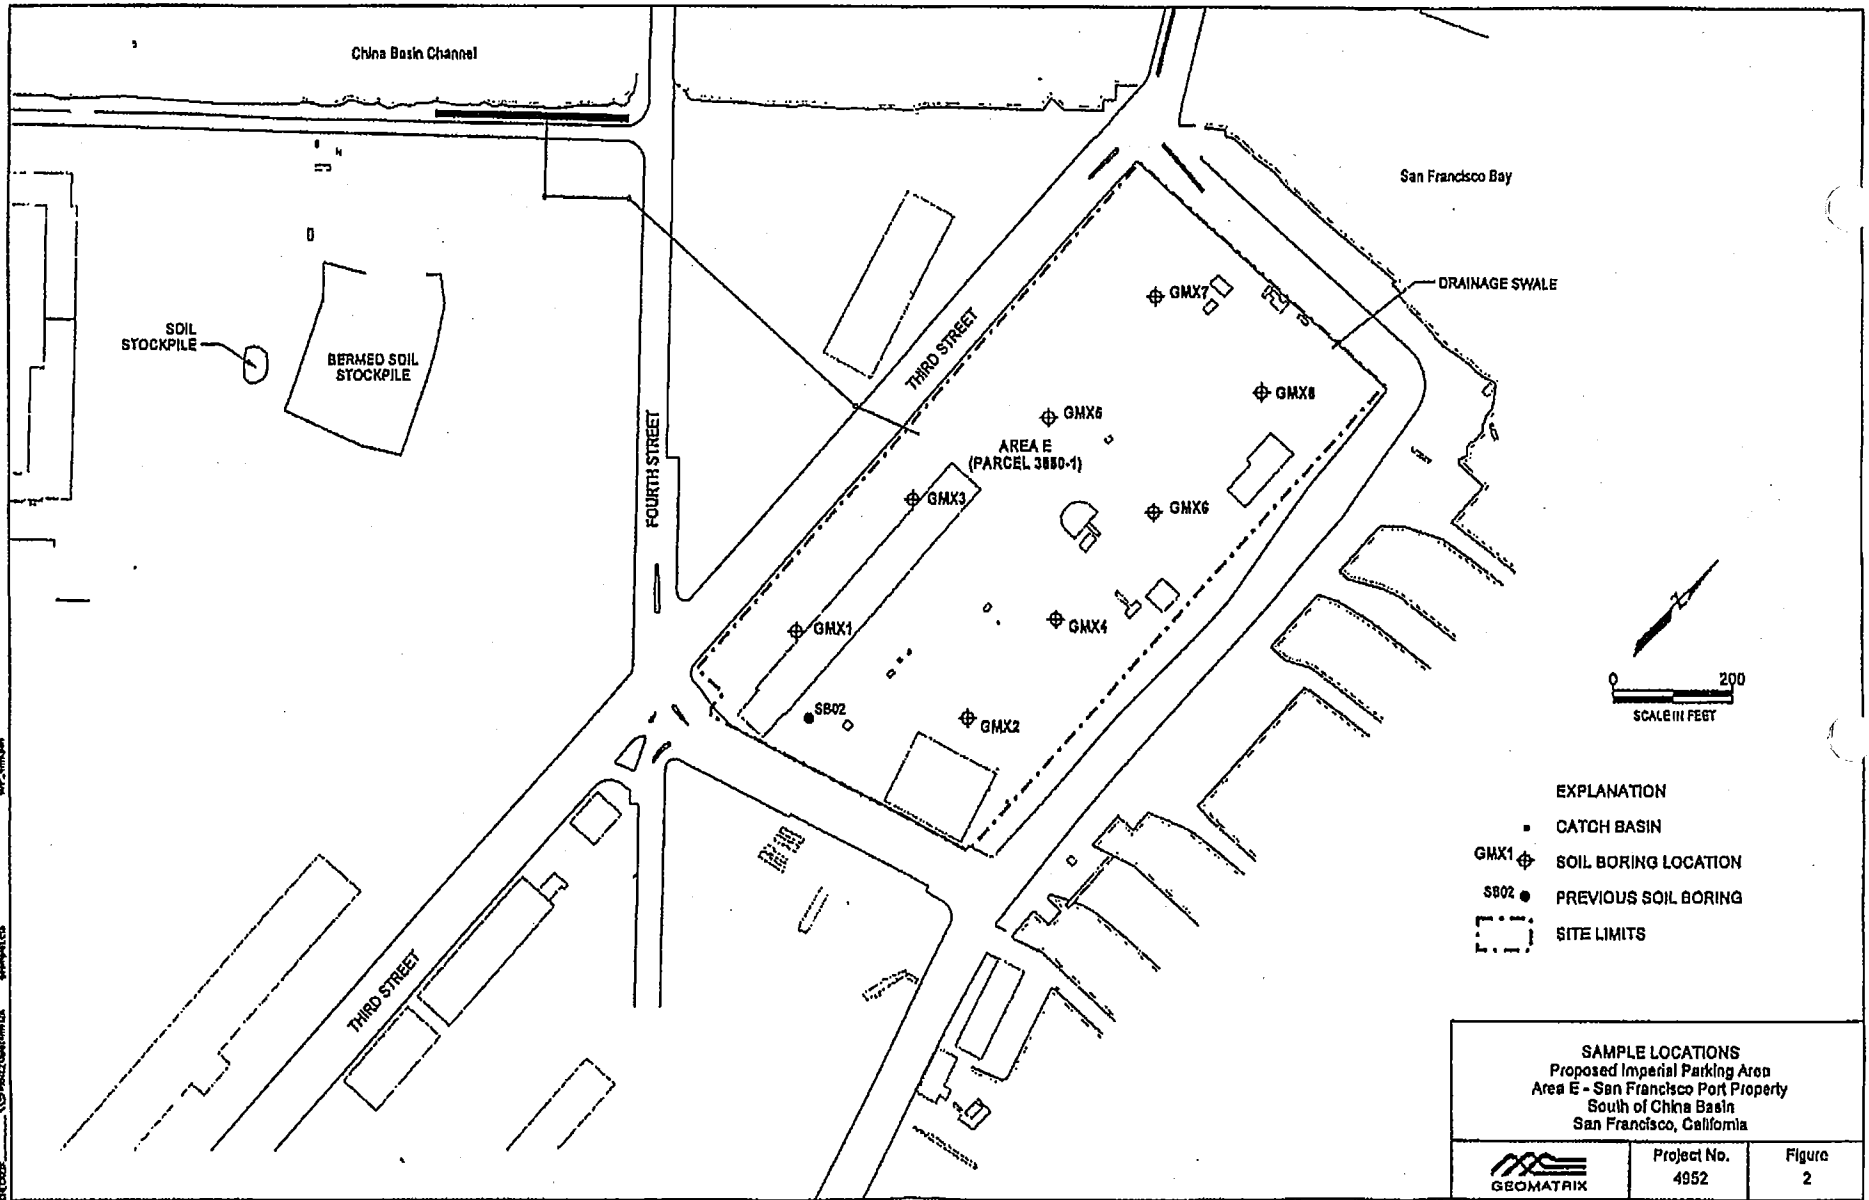 China Basin Channel
San Francisco Bay
DRAINAGE SWALE
SOIL
STOCKPILE
BERMED SOIL
STOCKPILE
THIRD STREET
FOURTH STREET
GMX7
GMX8
GMX5
AREA E
(PARCEL 3880-1)
GMX3
GMX6
GMX1
GMX4
SB02
GMX2
THIRD STREET
N
0 200
SCALE IN FEET
EXPLANATION
CATCH BASIN
GMX1 SOIL BORING LOCATION
SB02 PREVIOUS SOIL BORING
SITE LIMITS
SAMPLE LOCATIONS
Proposed Imperial Parking Area
Area E - San Francisco Port Property
South of China Basin
San Francisco, California
GEOMATRIX
Project No.
4952
Figure
2